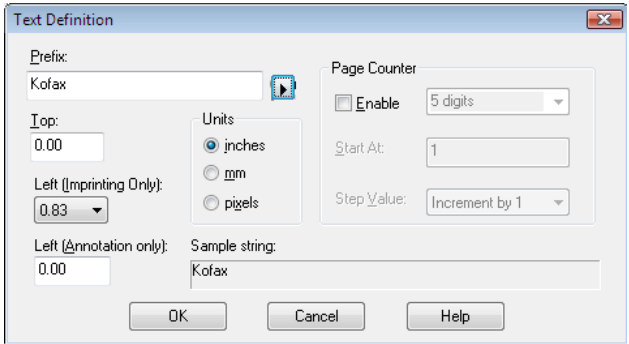 Text Definition
Prefix:
Kofax
Top:
0.00
Left (Imprinting Only):
0.83
Left (Annotation only):
0.00
Units
inches
mm
pixels
Page Counter
Enable
5 digits
Start At:
1
Step Value:
Increment by 1
Sample string:
Kofax
OK
Cancel
Help